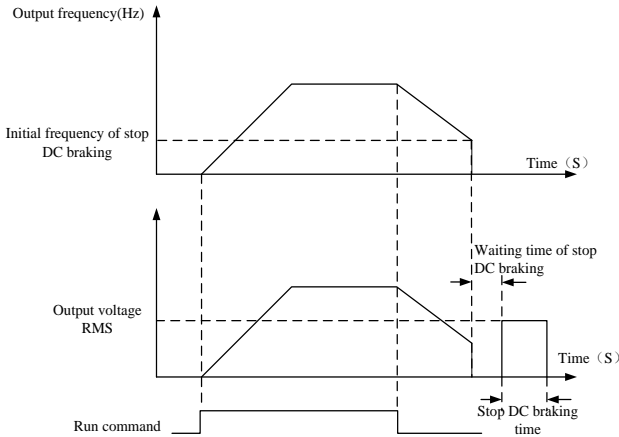 Output frequency(Hz)
Initial frequency of stop
DC braking
Time（S）
Waiting time of stop
DC braking
Output voltage
RMS
Time（S）
Stop DC braking
time
Run command